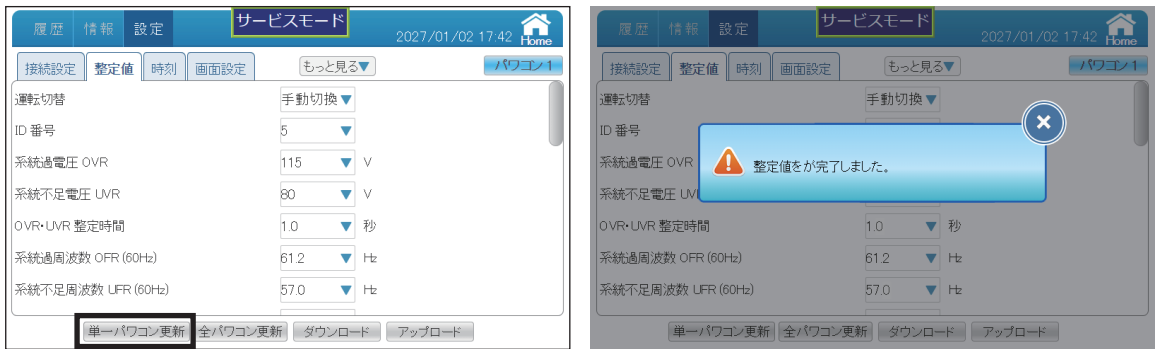 履歴 情報 設定 サービスモード 2027/01/02 17:42 Home
接続設定 整定値 時刻 画面設定 もっと見る▼ パワコン1
運転切替 手動切換▼
ID 番号 5 ▼
系統過電圧 OVR 115 ▼ V
系統不足電圧 UVR 80 ▼ V
OVR・UVR 整定時間 1.0 ▼ 秒
系統過周波数 OFR (60Hz) 61.2 ▼ Hz
系統不足周波数 UFR (60Hz) 57.0 ▼ Hz
単一パワコン更新 全パワコン更新 ダウンロード アップロード
履歴 情報 設定 サービスモード 2027/01/02 17:42 Home
接続設定 整定値 時刻 画面設定 もっと見る▼ パワコン1
運転切替 手動切換▼
ID 番号
系統過電圧 OVR
整定値をが完了しました。
系統不足電圧
OVR・UVR 整定時間 1.0 ▼ 秒
系統過周波数 OFR (60Hz) 61.2 ▼ Hz
系統不足周波数 UFR (60Hz) 57.0 ▼ Hz
単一パワコン更新 全パワコン更新 ダウンロード アップロード